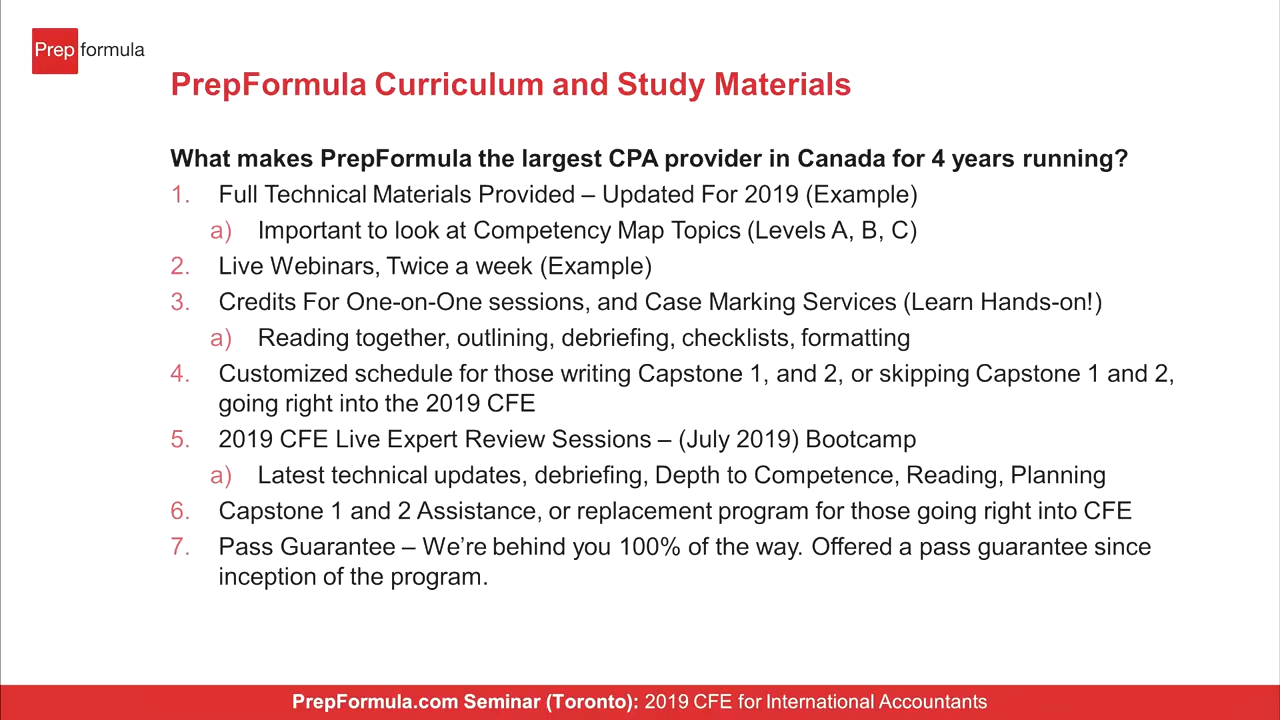 Prep formula
PrepFormula Curriculum and Study Materials
What makes PrepFormula the largest CPA provider in Canada for 4 years running?
1. Full Technical Materials Provided – Updated For 2019 (Example)
a) Important to look at Competency Map Topics (Levels A, B, C)
2. Live Webinars, Twice a week (Example)
3. Credits For One-on-One sessions, and Case Marking Services (Learn Hands-on!)
a) Reading together, outlining, debriefing, checklists, formatting
4. Customized schedule for those writing Capstone 1, and 2, or skipping Capstone 1 and 2,
going right into the 2019 CFE
5. 2019 CFE Live Expert Review Sessions – (July 2019) Bootcamp
a) Latest technical updates, debriefing, Depth to Competence, Reading, Planning
6. Capstone 1 and 2 Assistance, or replacement program for those going right into CFE
7. Pass Guarantee – We’re behind you 100% of the way. Offered a pass guarantee since
inception of the program.
PrepFormula.com Seminar (Toronto): 2019 CFE for International Accountants